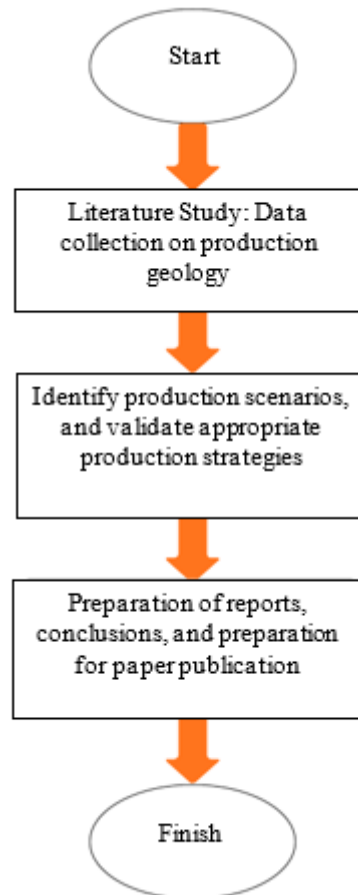 Start
Literature Study: Data
collection on production
geology
Identify production scenarios,
and validate appropriate
production strategies
Preparation of reports,
conclusions, and preparation
for paper publication
Finish